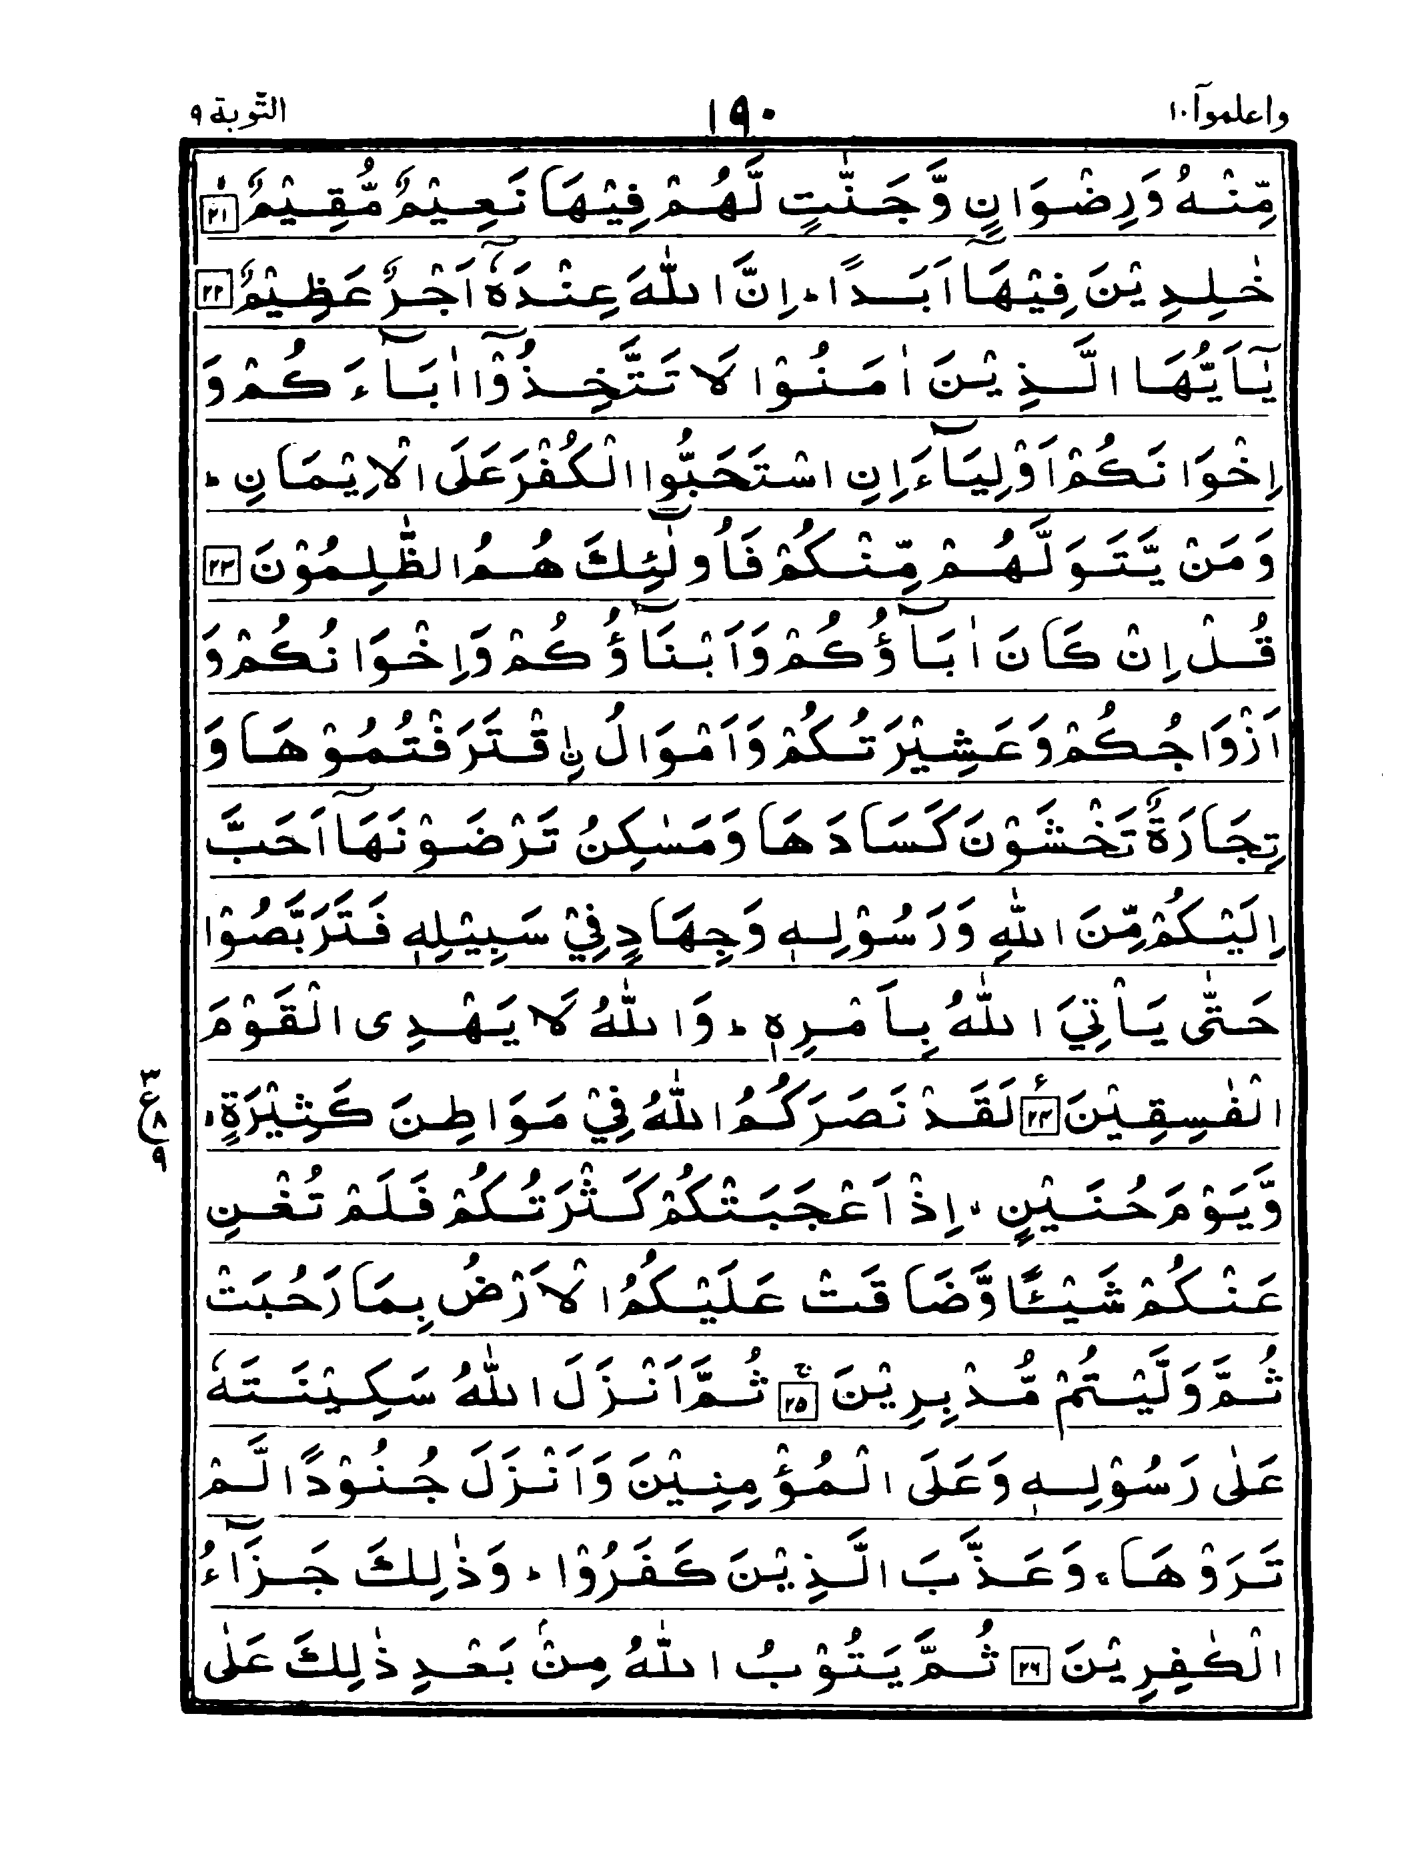 واعلموآ ١٠
١٩٠
التّوبة ٩
مِّنْهُ وَرِضْوَانٍ وَّجَنّٰتٍ لَّهُمْ فِيْهَا نَعِيْمٌ مُّقِيْمٌ ۙ ٢١
خٰلِدِيْنَ فِيْهَآ اَبَدًا ؕ اِنَّ اللّٰهَ عِنْدَهٗٓ اَجْرٌ عَظِيْمٌ ٢٢
يٰٓاَيُّهَا الَّذِيْنَ اٰمَنُوْا لَا تَتَّخِذُوْٓا اٰبَآءَكُمْ وَ
اِخْوَانَكُمْ اَوْلِيَآءَ اِنِ اسْتَحَبُّوا الْكُفْرَ عَلَى الْاِيْمَانِ ؕ
وَمَنْ يَّتَوَلَّهُمْ مِّنْكُمْ فَاُولٰٓئِكَ هُمُ الظّٰلِمُوْنَ ٢٣
قُلْ اِنْ كَانَ اٰبَآؤُكُمْ وَاَبْنَآؤُكُمْ وَاِخْوَانُكُمْ وَ
اَزْوَاجُكُمْ وَعَشِيْرَتُكُمْ وَاَمْوَالُ ۨاقْتَرَفْتُمُوْهَا وَ
تِجَارَةٌ تَخْشَوْنَ كَسَادَهَا وَمَسٰكِنُ تَرْضَوْنَهَآ اَحَبَّ
اِلَيْكُمْ مِّنَ اللّٰهِ وَرَسُوْلِهٖ وَجِهَادٍ فِيْ سَبِيْلِهٖ فَتَرَبَّصُوْا
حَتّٰى يَاْتِيَ اللّٰهُ بِاَمْرِهٖ ؕ وَاللّٰهُ لَا يَهْدِى الْقَوْمَ
الْفٰسِقِيْنَ ٢٤ لَقَدْ نَصَرَكُمُ اللّٰهُ فِيْ مَوَاطِنَ كَثِيْرَةٍ ۙ
٣
ع
٨
٩
وَّيَوْمَ حُنَيْنٍ ۙ اِذْ اَعْجَبَتْكُمْ كَثْرَتُكُمْ فَلَمْ تُغْنِ
عَنْكُمْ شَيْـًٔا وَّضَاقَتْ عَلَيْكُمُ الْاَرْضُ بِمَا رَحُبَتْ
ثُمَّ وَلَّيْتُمْ مُّدْبِرِيْنَ ۚ ٢٥ ثُمَّ اَنْزَلَ اللّٰهُ سَكِيْنَتَهٗ
عَلٰى رَسُوْلِهٖ وَعَلَى الْمُؤْمِنِيْنَ وَاَنْزَلَ جُنُوْدًا لَّمْ
تَرَوْهَا ۚ وَعَذَّبَ الَّذِيْنَ كَفَرُوْا ؕ وَذٰلِكَ جَزَآءُ
الْكٰفِرِيْنَ ٢٦ ثُمَّ يَتُوْبُ اللّٰهُ مِنْۢ بَعْدِ ذٰلِكَ عَلٰى